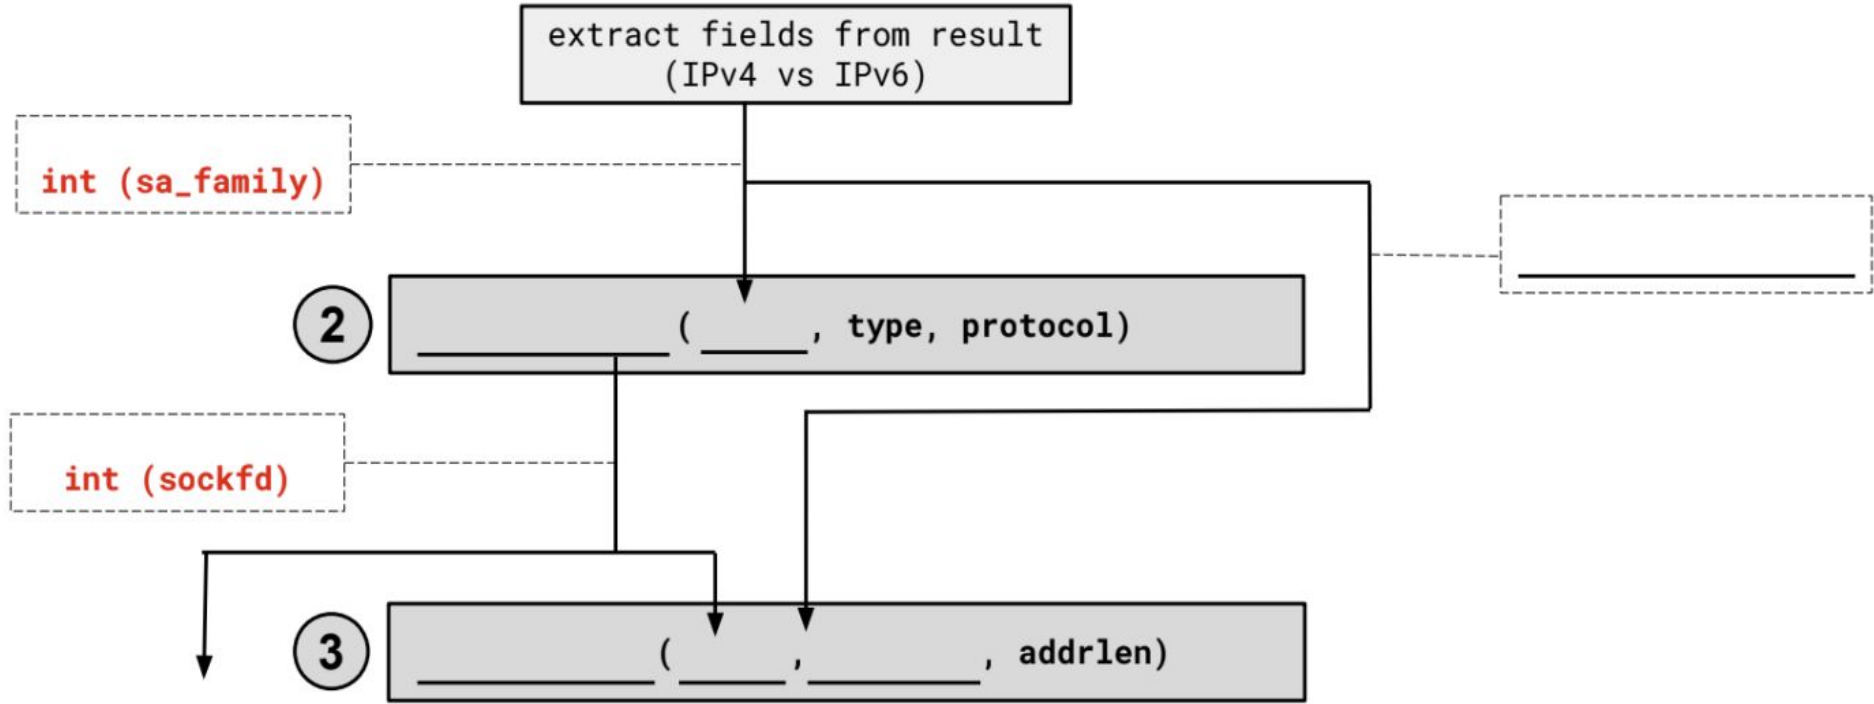 extract fields from result
(IPv4 vs IPv6)
int (sa_family)
2
(      , type, protocol)
int (sockfd)
3
(      ,      , addrlen)